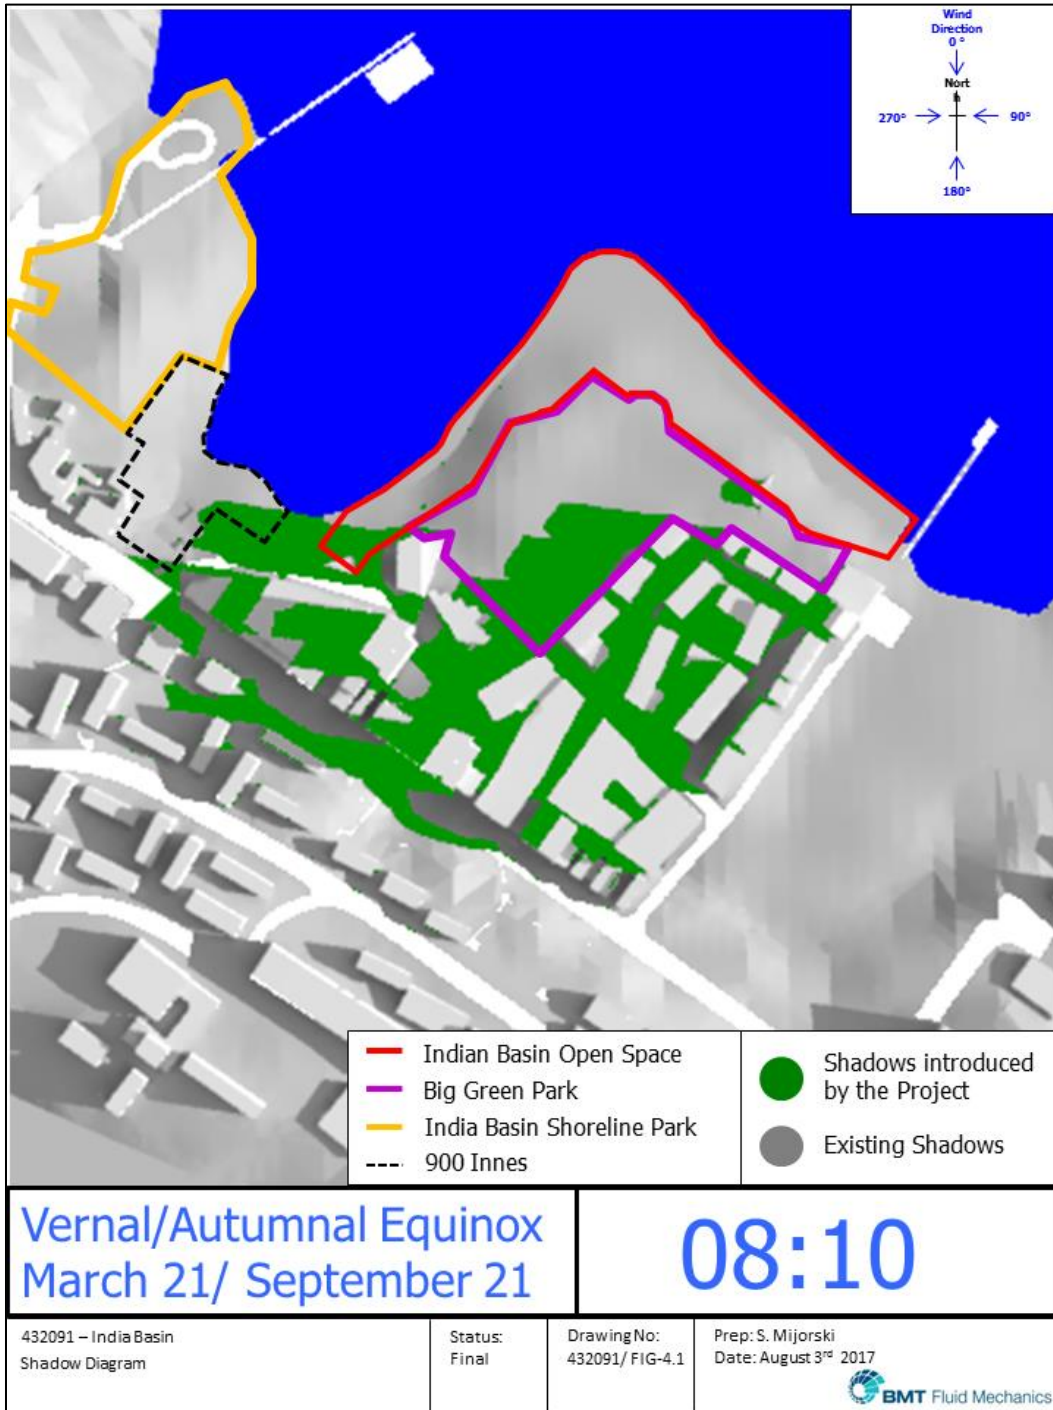 Wind
Direction
0 °
Nort
h
270°
90°
180°
Indian Basin Open Space
Big Green Park
India Basin Shoreline Park
900 Innes
Shadows introduced
by the Project
Existing Shadows
Vernal/Autumnal Equinox
March 21/ September 21
08:10
432091 – India Basin
Shadow Diagram
Status:
Final
Drawing No:
432091/ FIG-4.1
Prep: S. Mijorski
Date: August 3rd 2017
BMT Fluid Mechanics